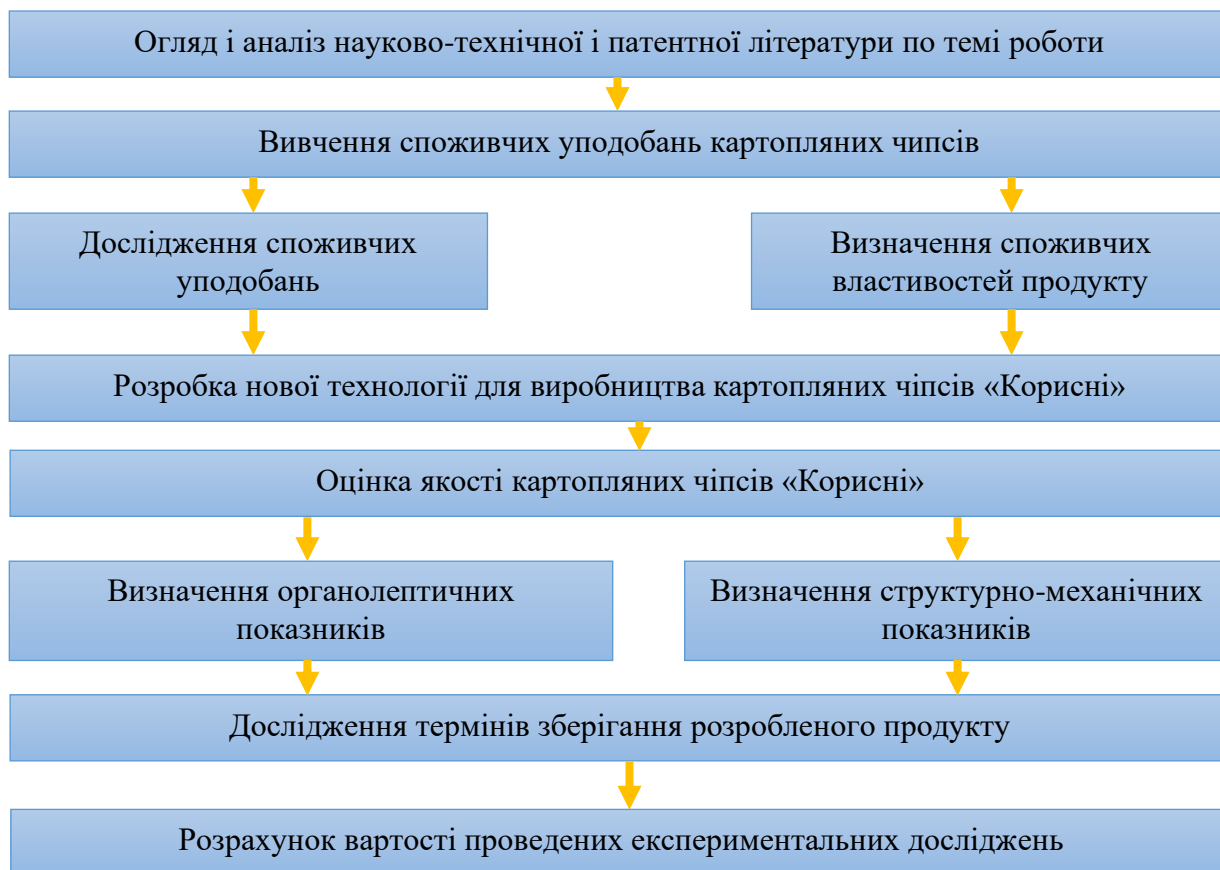 Огляд і аналіз науково-технічної і патентної літератури по темі роботи
Вивчення споживчих уподобань картопляних чипсів
Дослідження споживчих
уподобань
Визначення споживчих
властивостей продукту
Розробка нової технології для виробництва картопляних чіпсів «Корисні»
Оцінка якості картопляних чіпсів «Корисні»
Визначення органолептичних
показників
Визначення структурно-механічних
показників
Дослідження термінів зберігання розробленого продукту
Розрахунок вартості проведених експериментальних досліджень